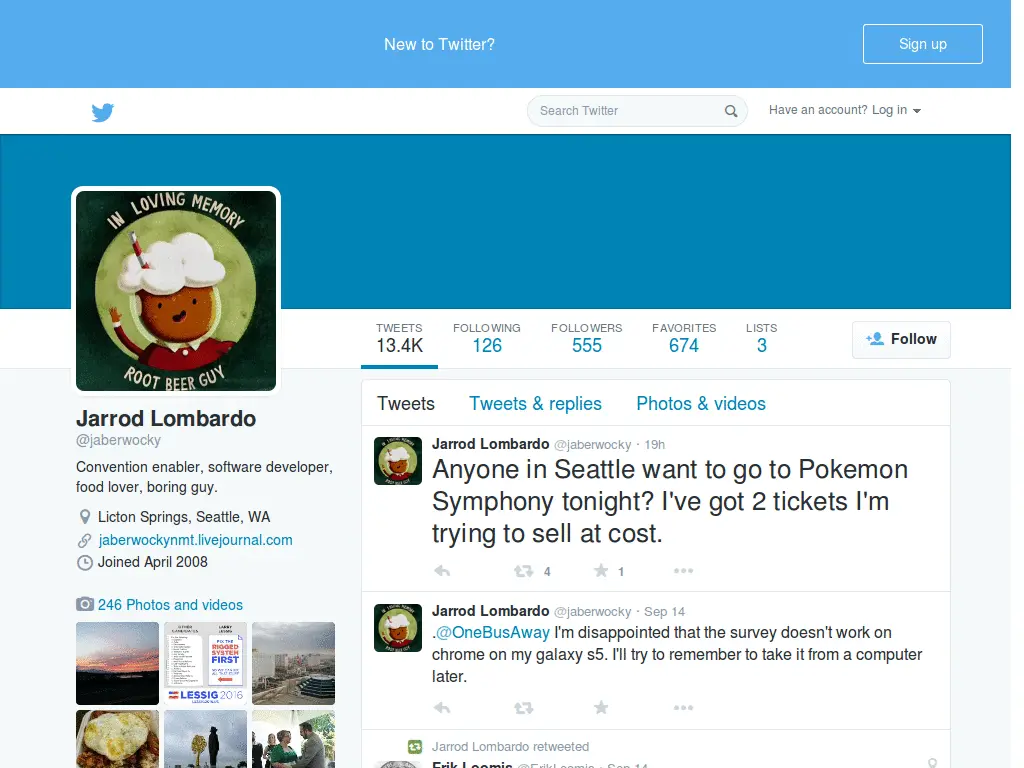 New to Twitter?
Sign up
Search Twitter
Have an account? Log in
IN LOVING MEMORY
ROOT BEER GUY
TWEETS
13.4K
FOLLOWING
126
FOLLOWERS
555
FAVORITES
674
LISTS
3
Follow
Jarrod Lombardo
@jaberwocky
Convention enabler, software developer,
food lover, boring guy.
Licton Springs, Seattle, WA
jaberwockynmt.livejournal.com
Joined April 2008
246 Photos and videos
OTHER CANDIDATES
LARRY LESSIG
FIX THE
RIGGED
SYSTEM
FIRST
LESSIG 2016
Tweets
Tweets & replies
Photos & videos
Jarrod Lombardo @jaberwocky · 19h
Anyone in Seattle want to go to Pokemon
Symphony tonight? I've got 2 tickets I'm
trying to sell at cost.
4
1
Jarrod Lombardo @jaberwocky · Sep 14
.@OneBusAway I'm disappointed that the survey doesn't work on
chrome on my galaxy s5. I'll try to remember to take it from a computer
later.
Jarrod Lombardo retweeted
Erik Loomis @ErikLoomis · Sep 14